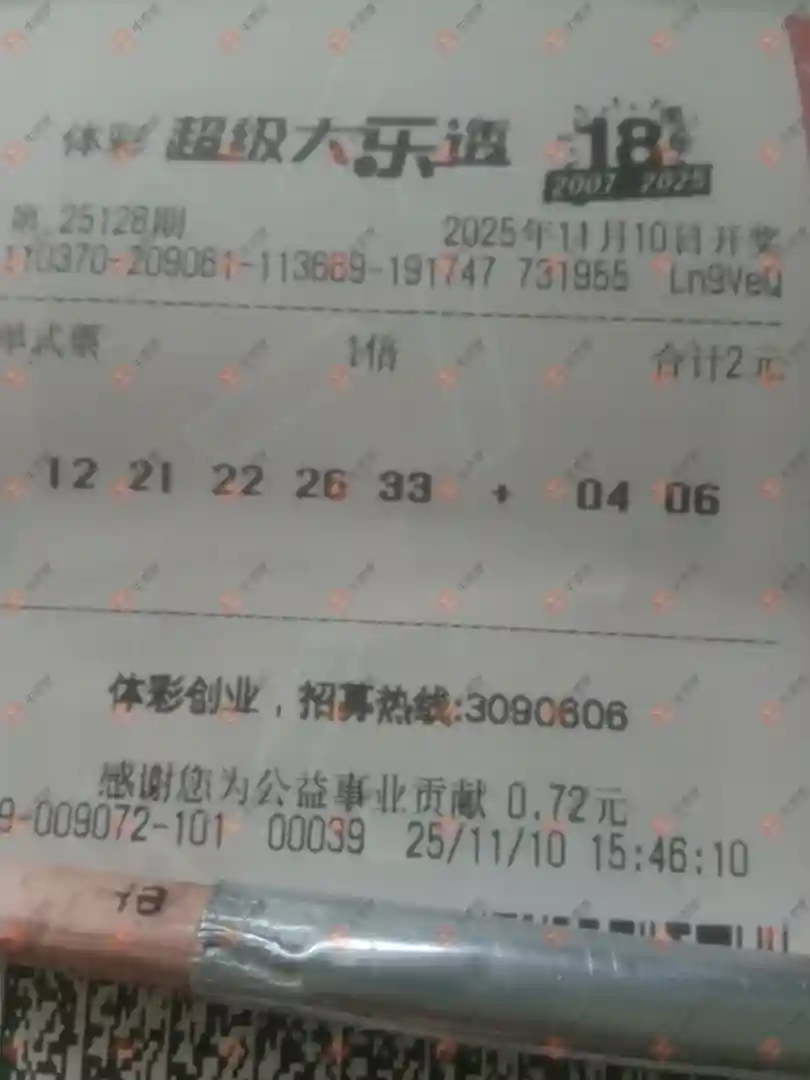 体彩 超级大乐透 18
2007 2025
第 25128期 2025年11月10日开奖
110370-209061-113669-191747 731955 Ln9VeQ
单式票 1倍 合计2元
12 21 22 26 33 + 04 06
体彩创业，招募热线:3090606
感谢您为公益事业贡献 0.72元
9-009072-101 00039 25/11/10 15:46:10